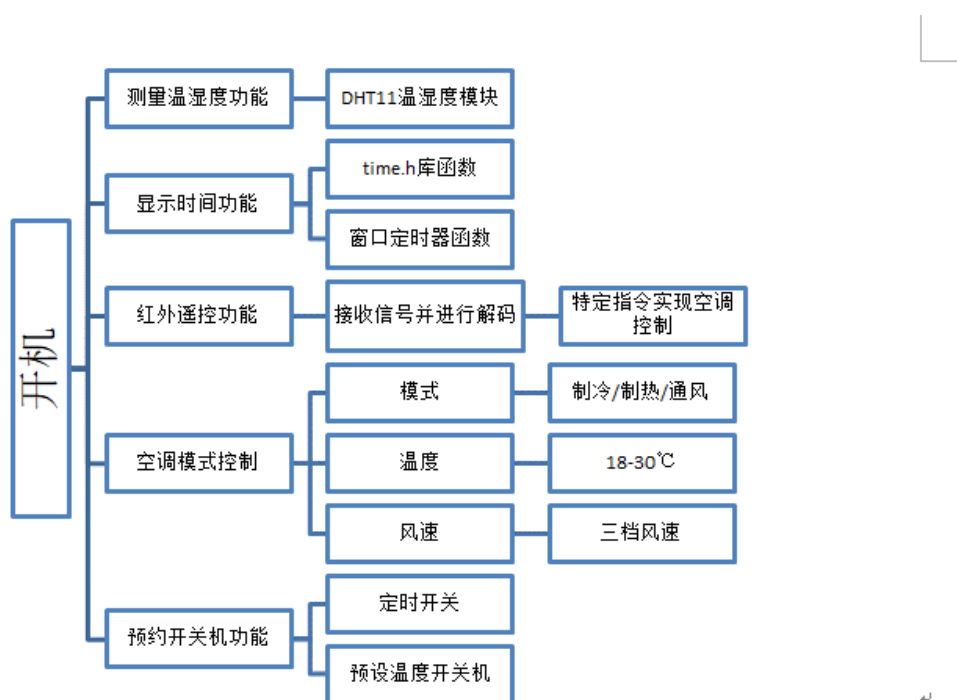 开机
测量温湿度功能
DHT11温湿度模块
显示时间功能
time.h库函数
窗口定时器函数
红外遥控功能
接收信号并进行解码
特定指令实现空调
控制
空调模式控制
模式
制冷/制热/通风
温度
18-30℃
风速
三档风速
预约开关机功能
定时开关
预设温度开关机